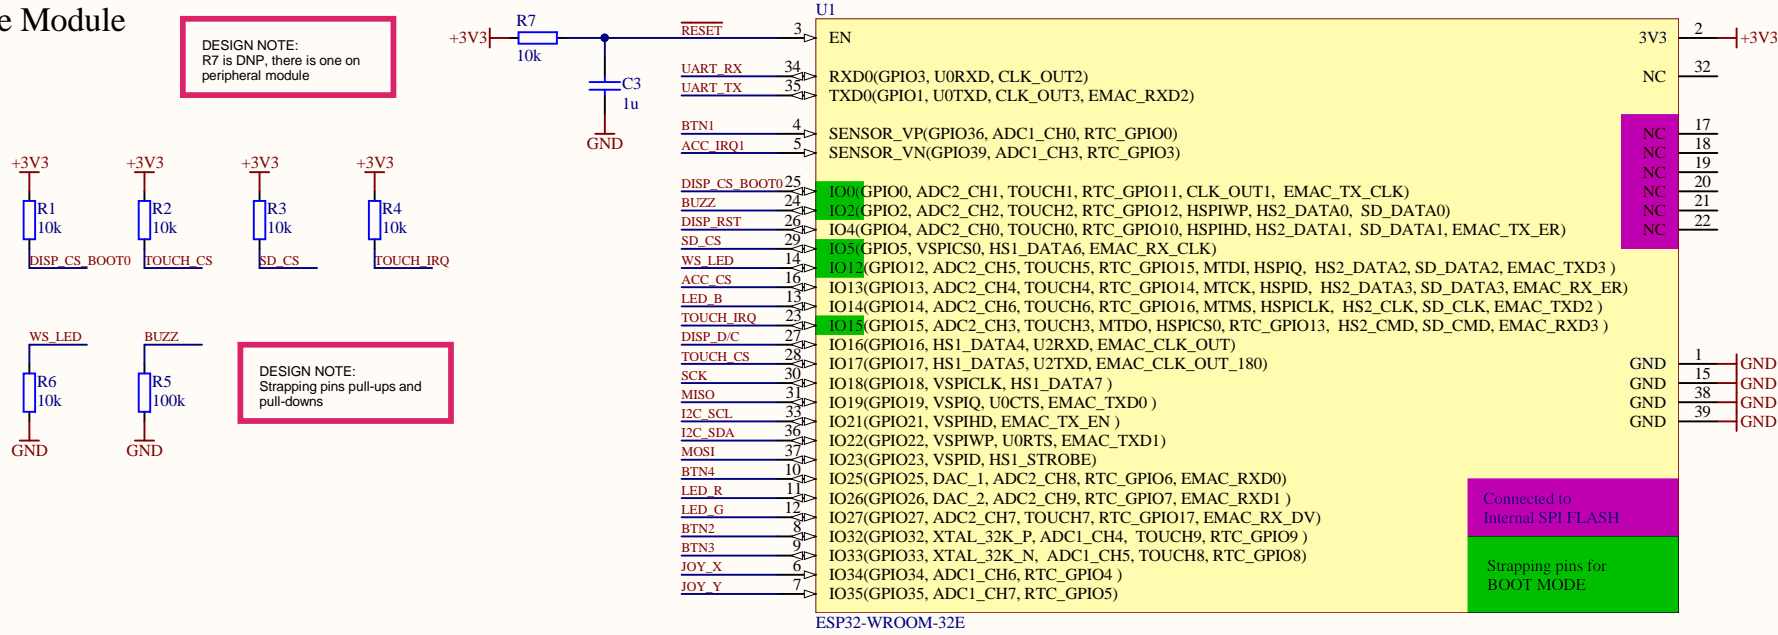 e Module
DESIGN NOTE:
R7 is DNP, there is one on
peripheral module
+3V3
R7
10k
C3
1u
GND
RESET
+3V3
R1
10k
DISP_CS_BOOT0
+3V3
R2
10k
TOUCH_CS
+3V3
R3
10k
SD_CS
+3V3
R4
10k
TOUCH_IRQ
WS_LED
R6
10k
GND
BUZZ
R5
100k
GND
DESIGN NOTE:
Strapping pins pull-ups and
pull-downs
U1
3 EN
UART_RX 34 RXD0(GPIO3, U0RXD, CLK_OUT2)
UART_TX 35 TXD0(GPIO1, U0TXD, CLK_OUT3, EMAC_RXD2)
BTN1 4 SENSOR_VP(GPIO36, ADC1_CH0, RTC_GPIO0)
ACC_IRQ1 5 SENSOR_VN(GPIO39, ADC1_CH3, RTC_GPIO3)
DISP_CS_BOOT0 25 IO0(GPIO0, ADC2_CH1, TOUCH1, RTC_GPIO11, CLK_OUT1, EMAC_TX_CLK)
BUZZ 24 IO2(GPIO2, ADC2_CH2, TOUCH2, RTC_GPIO12, HSPIWP, HS2_DATA0, SD_DATA0)
DISP_RST 26 IO4(GPIO4, ADC2_CH0, TOUCH0, RTC_GPIO10, HSPIHD, HS2_DATA1, SD_DATA1, EMAC_TX_ER)
SD_CS 29 IO5(GPIO5, VSPICS0, HS1_DATA6, EMAC_RX_CLK)
WS_LED 14 IO12(GPIO12, ADC2_CH5, TOUCH5, RTC_GPIO15, MTDI, HSPIQ, HS2_DATA2, SD_DATA2, EMAC_TXD3 )
ACC_CS 16 IO13(GPIO13, ADC2_CH4, TOUCH4, RTC_GPIO14, MTCK, HSPID, HS2_DATA3, SD_DATA3, EMAC_RX_ER)
LED_B 13 IO14(GPIO14, ADC2_CH6, TOUCH6, RTC_GPIO16, MTMS, HSPICLK, HS2_CLK, SD_CLK, EMAC_TXD2 )
TOUCH_IRQ 23 IO15(GPIO15, ADC2_CH3, TOUCH3, MTDO, HSPICS0, RTC_GPIO13, HS2_CMD, SD_CMD, EMAC_RXD3 )
DISP_D/C 27 IO16(GPIO16, HS1_DATA4, U2RXD, EMAC_CLK_OUT)
TOUCH_CS 28 IO17(GPIO17, HS1_DATA5, U2TXD, EMAC_CLK_OUT_180)
SCK 30 IO18(GPIO18, VSPICLK, HS1_DATA7 )
MISO 31 IO19(GPIO19, VSPIQ, U0CTS, EMAC_TXD0 )
I2C_SCL 33 IO21(GPIO21, VSPIHD, EMAC_TX_EN )
I2C_SDA 36 IO22(GPIO22, VSPIWP, U0RTS, EMAC_TXD1)
MOSI 37 IO23(GPIO23, VSPID, HS1_STROBE)
BTN4 10 IO25(GPIO25, DAC_1, ADC2_CH8, RTC_GPIO6, EMAC_RXD0)
LED_R 11 IO26(GPIO26, DAC_2, ADC2_CH9, RTC_GPIO7, EMAC_RXD1 )
LED_G 12 IO27(GPIO27, ADC2_CH7, TOUCH7, RTC_GPIO17, EMAC_RX_DV)
BTN2 8 IO32(GPIO32, XTAL_32K_P, ADC1_CH4, TOUCH9, RTC_GPIO9 )
BTN3 9 IO33(GPIO33, XTAL_32K_N, ADC1_CH5, TOUCH8, RTC_GPIO8)
JOY_X 6 IO34(GPIO34, ADC1_CH6, RTC_GPIO4 )
JOY_Y 7 IO35(GPIO35, ADC1_CH7, RTC_GPIO5)
3V3 2 +3V3
NC 32
NC 17
NC 18
NC 19
NC 20
NC 21
NC 22
GND 1 GND
GND 15 GND
GND 38 GND
GND 39 GND
Connected to
Internal SPI FLASH
Strapping pins for
BOOT MODE
ESP32-WROOM-32E